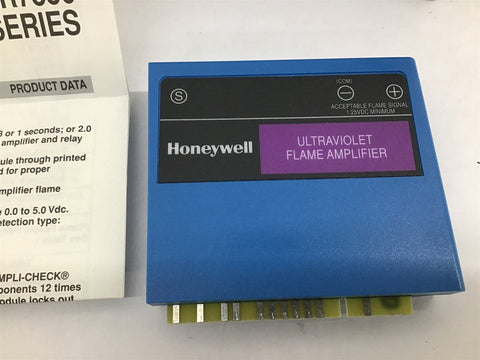 SERIES
PRODUCT DATA
or 1 seconds; or 2.0
amplifier and relay
ule through printed
d for proper
mplifier flame
0.0 to 5.0 Vdc.
etection type:
MPLI-CHECK®
ponents 12 times
odule locks out
S
(COM)
ACCEPTABLE FLAME SIGNAL
1.25VDC MINIMUM
Honeywell
ULTRAVIOLET
FLAME AMPLIFIER